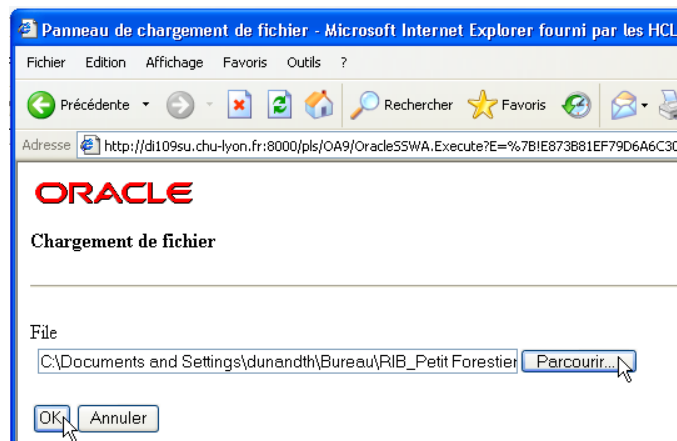 Panneau de chargement de fichier - Microsoft Internet Explorer fourni par les HCL
Fichier Edition Affichage Favoris Outils ?
Précédente Rechercher Favoris
Adresse http://di109su.chu-lyon.fr:8000/pls/OA9/OracleSSWA.Execute?E=%7B!E873B81EF79D6A6C30
ORACLE
Chargement de fichier
File
C:\Documents and Settings\dunandth\Bureau\RIB_Petit Forestier Parcourir...
OK Annuler